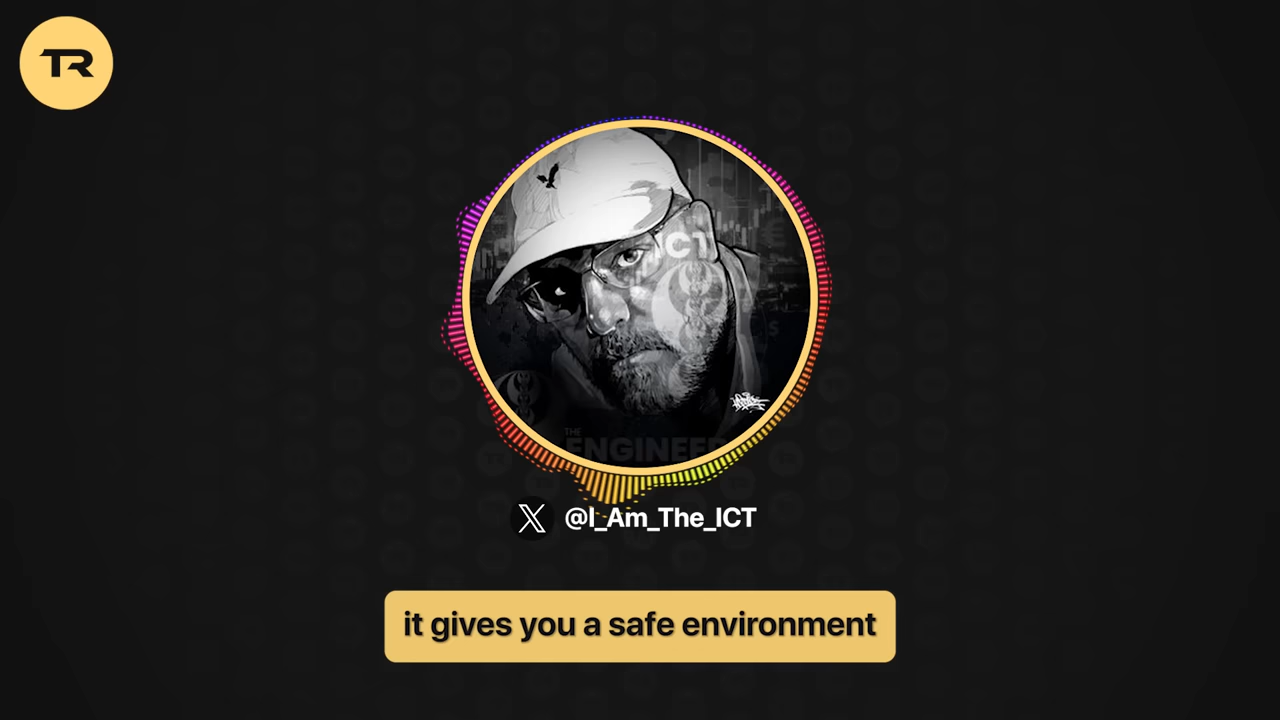 TR
ICT
THE
ENGINEER
@I_Am_The_ICT
it gives you a safe environment